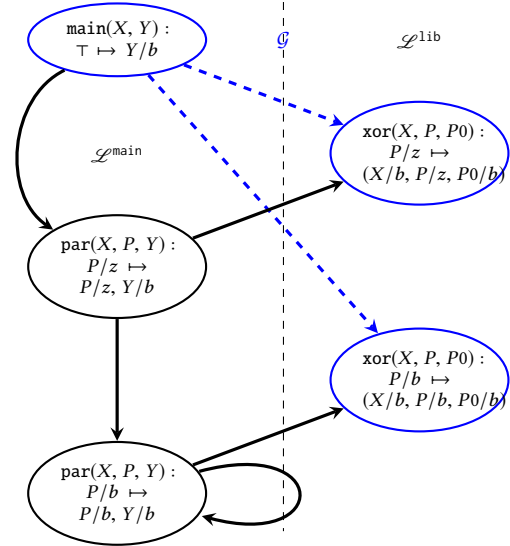 main(X, Y) :
⊤ ↦ Y/b
𝒢
ℒ^lib
xor(X, P, P0) :
P/z ↦
(X/b, P/z, P0/b)
ℒ^main
par(X, P, Y) :
P/z ↦
P/z, Y/b
xor(X, P, P0) :
P/b ↦
(X/b, P/b, P0/b)
par(X, P, Y) :
P/b ↦
P/b, Y/b